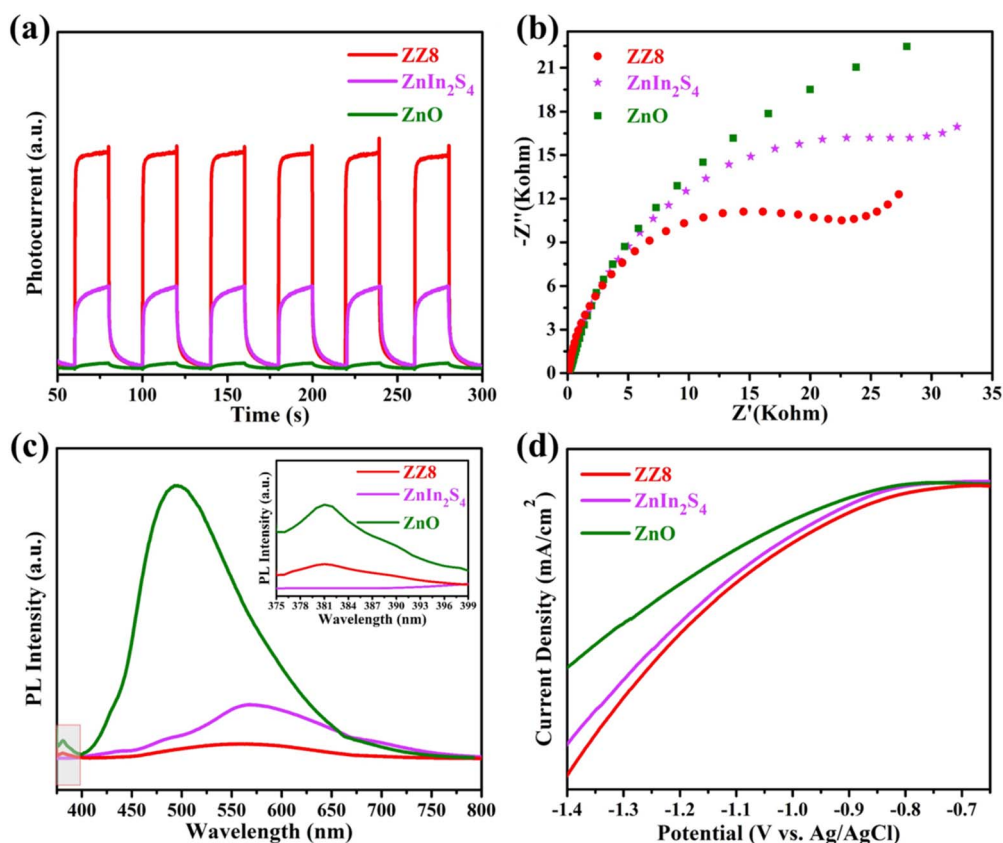 (a)
ZZ8
ZnIn₂S₄
ZnO
Photocurrent (a.u.)
50 100 150 200 250 300
Time (s)
(b)
ZZ8
ZnIn₂S₄
ZnO
-Z''(Kohm)
21
18
15
12
9
6
3
0
0 5 10 15 20 25 30 35
Z'(Kohm)
(c)
PL Intensity (a.u.)
400 450 500 550 600 650 700 750 800
Wavelength (nm)
ZZ8
ZnIn₂S₄
ZnO
PL Intensity (a.u.)
375 378 381 384 387 390 393 396 399
Wavelength (nm)
(d)
ZZ8
ZnIn₂S₄
ZnO
Current Density (mA/cm²)
-1.4 -1.3 -1.2 -1.1 -1.0 -0.9 -0.8 -0.7
Potential (V vs. Ag/AgCl)